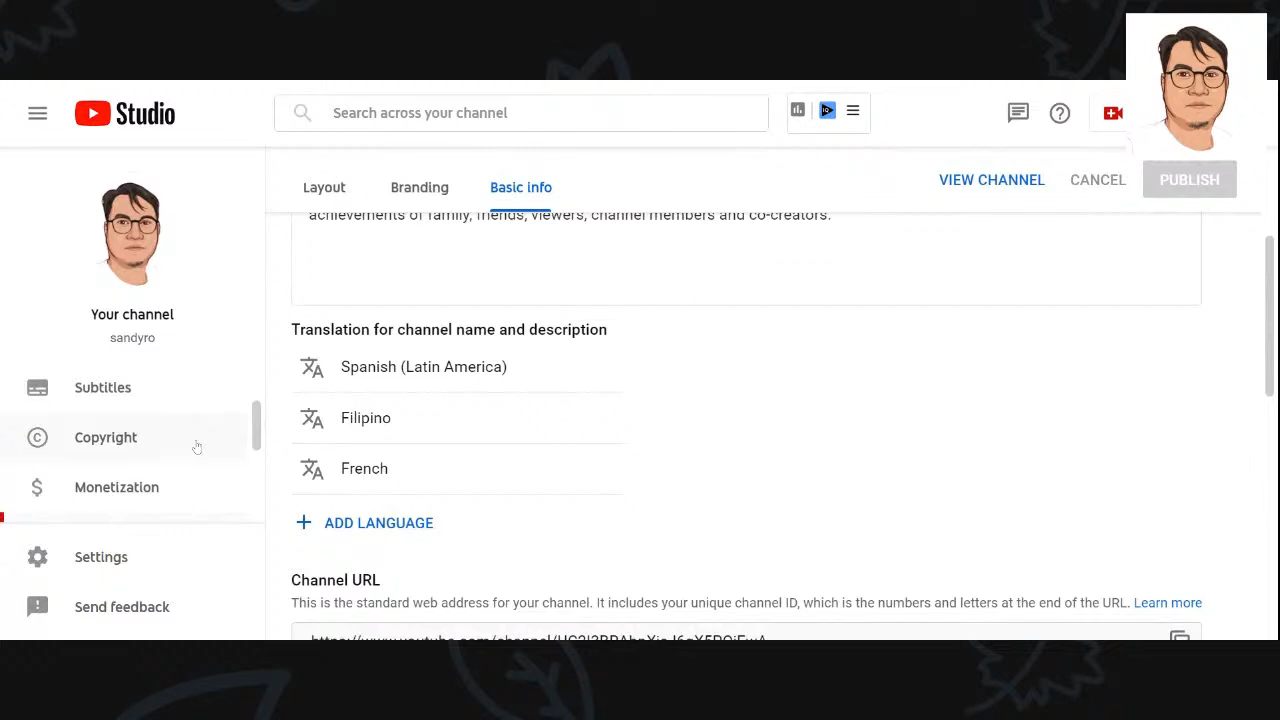 Studio
Search across your channel
Layout
Branding
Basic info
VIEW CHANNEL
CANCEL
PUBLISH
achievements of family, friends, viewers, channel members and co-creators.
Your channel
sandyro
Subtitles
Copyright
Monetization
Settings
Send feedback
Translation for channel name and description
Spanish (Latin America)
Filipino
French
ADD LANGUAGE
Channel URL
This is the standard web address for your channel. It includes your unique channel ID, which is the numbers and letters at the end of the URL. Learn more